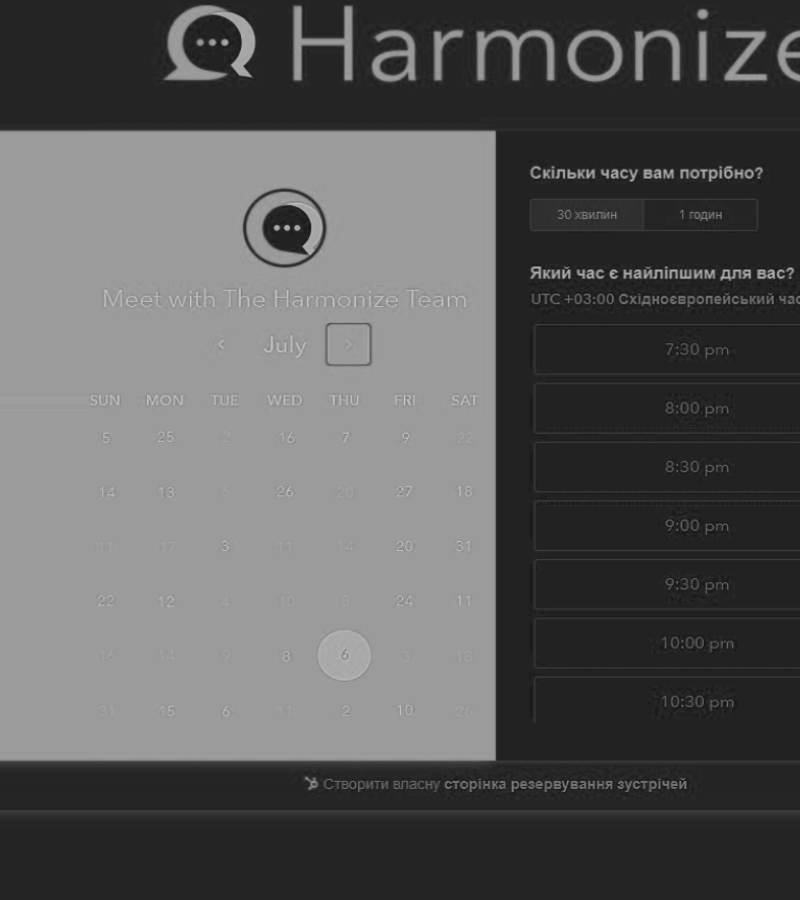 Harmonize
Meet with The Harmonize Team
July
SUN MON TUE WED THU FRI SAT
5 25 2 16 7 9 22
14 13 6 26 20 27 18
11 17 3 11 14 20 31
22 12 4 10 8 24 11
16 14 9 8 6 3 18
31 15 6 11 2 10 26
Скільки часу вам потрібно?
30 хвилин 1 годин
Який час є найліпшим для вас?
UTC +03:00 Східноєвропейський час
7:30 pm
8:00 pm
8:30 pm
9:00 pm
9:30 pm
10:00 pm
10:30 pm
Створити власну сторінка резервування зустрічей